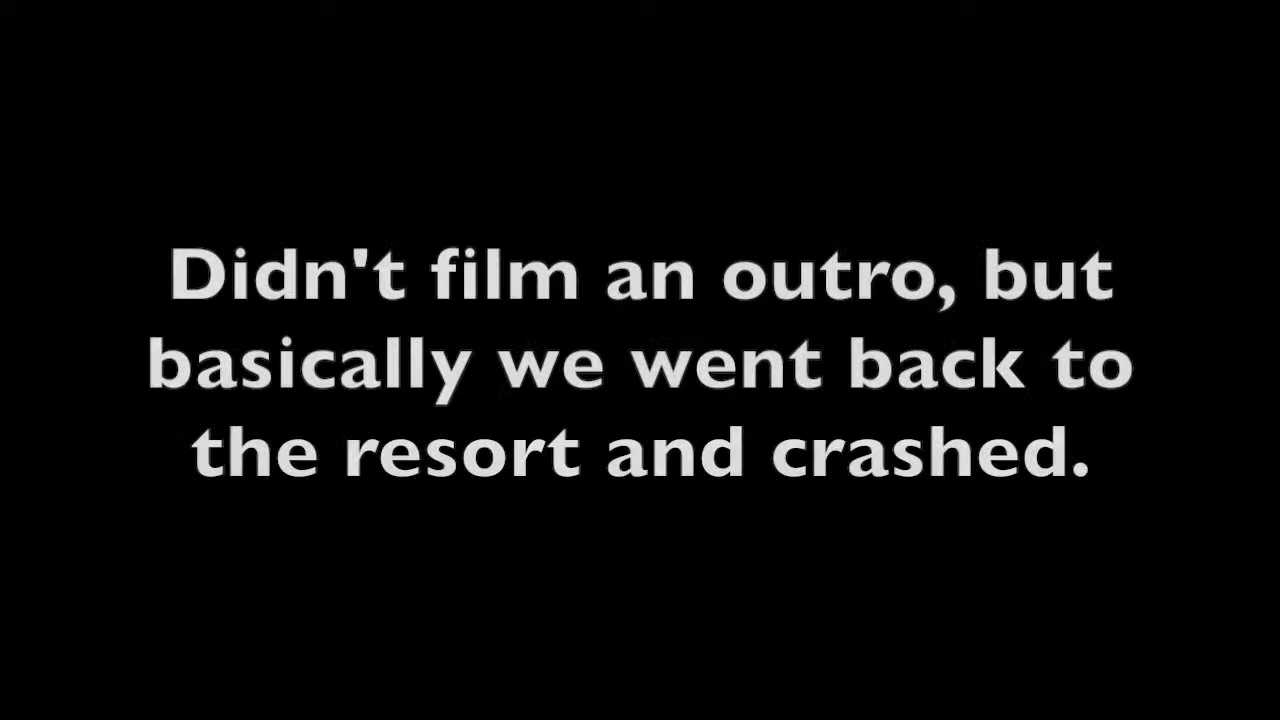 Didn't film an outro, but
basically we went back to
the resort and crashed.